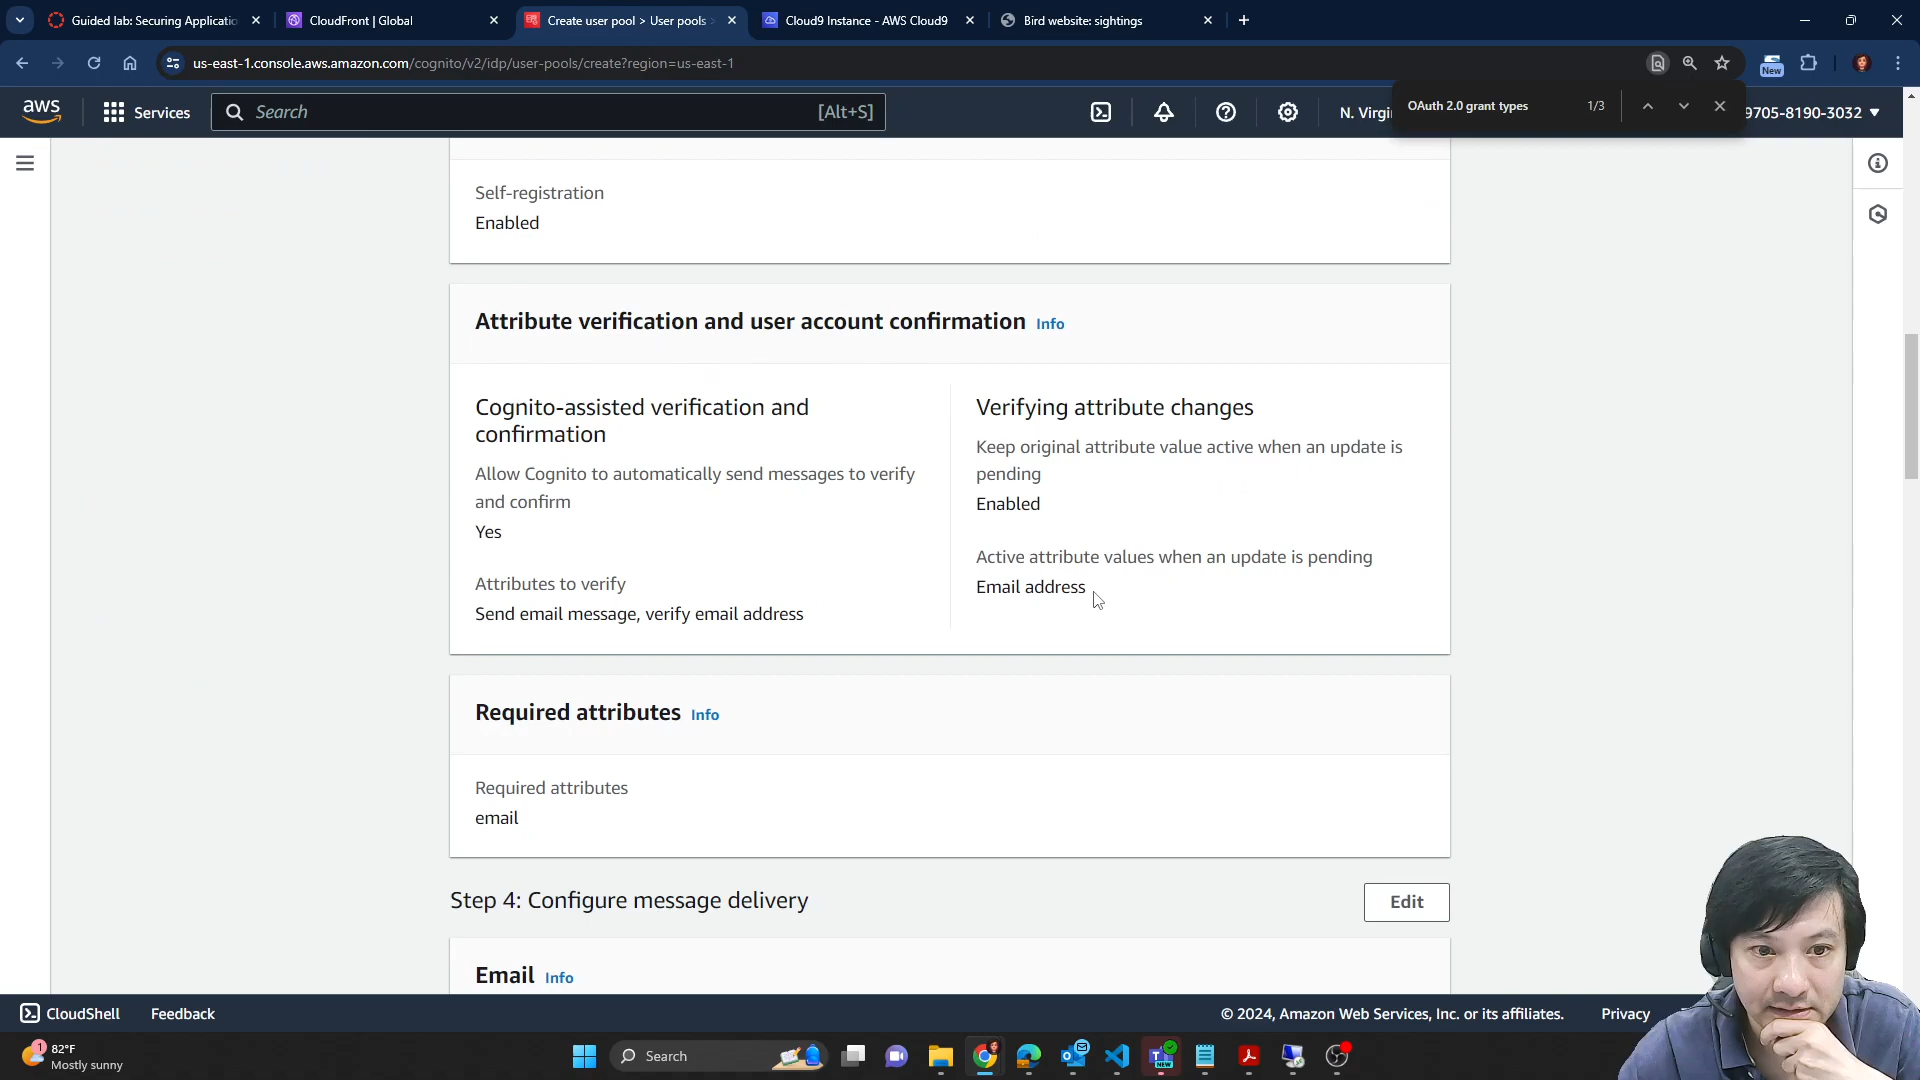 Guided lab: Securing Applicatio
CloudFront | Global
Create user pool > User pools >
Cloud9 Instance - AWS Cloud9
Bird website: sightings
us-east-1.console.aws.amazon.com/cognito/v2/idp/user-pools/create?region=us-east-1
New
aws
Services
Search
[Alt+S]
N. Virgi
OAuth 2.0 grant types
1/3
9705-8190-3032
Self-registration
Enabled
Attribute verification and user account confirmation Info
Cognito-assisted verification and
confirmation
Allow Cognito to automatically send messages to verify
and confirm
Yes
Attributes to verify
Send email message, verify email address
Verifying attribute changes
Keep original attribute value active when an update is
pending
Enabled
Active attribute values when an update is pending
Email address
Required attributes Info
Required attributes
email
Step 4: Configure message delivery
Edit
Email Info
CloudShell
Feedback
© 2024, Amazon Web Services, Inc. or its affiliates.
Privacy
1
82°F
Mostly sunny
Search
NEW